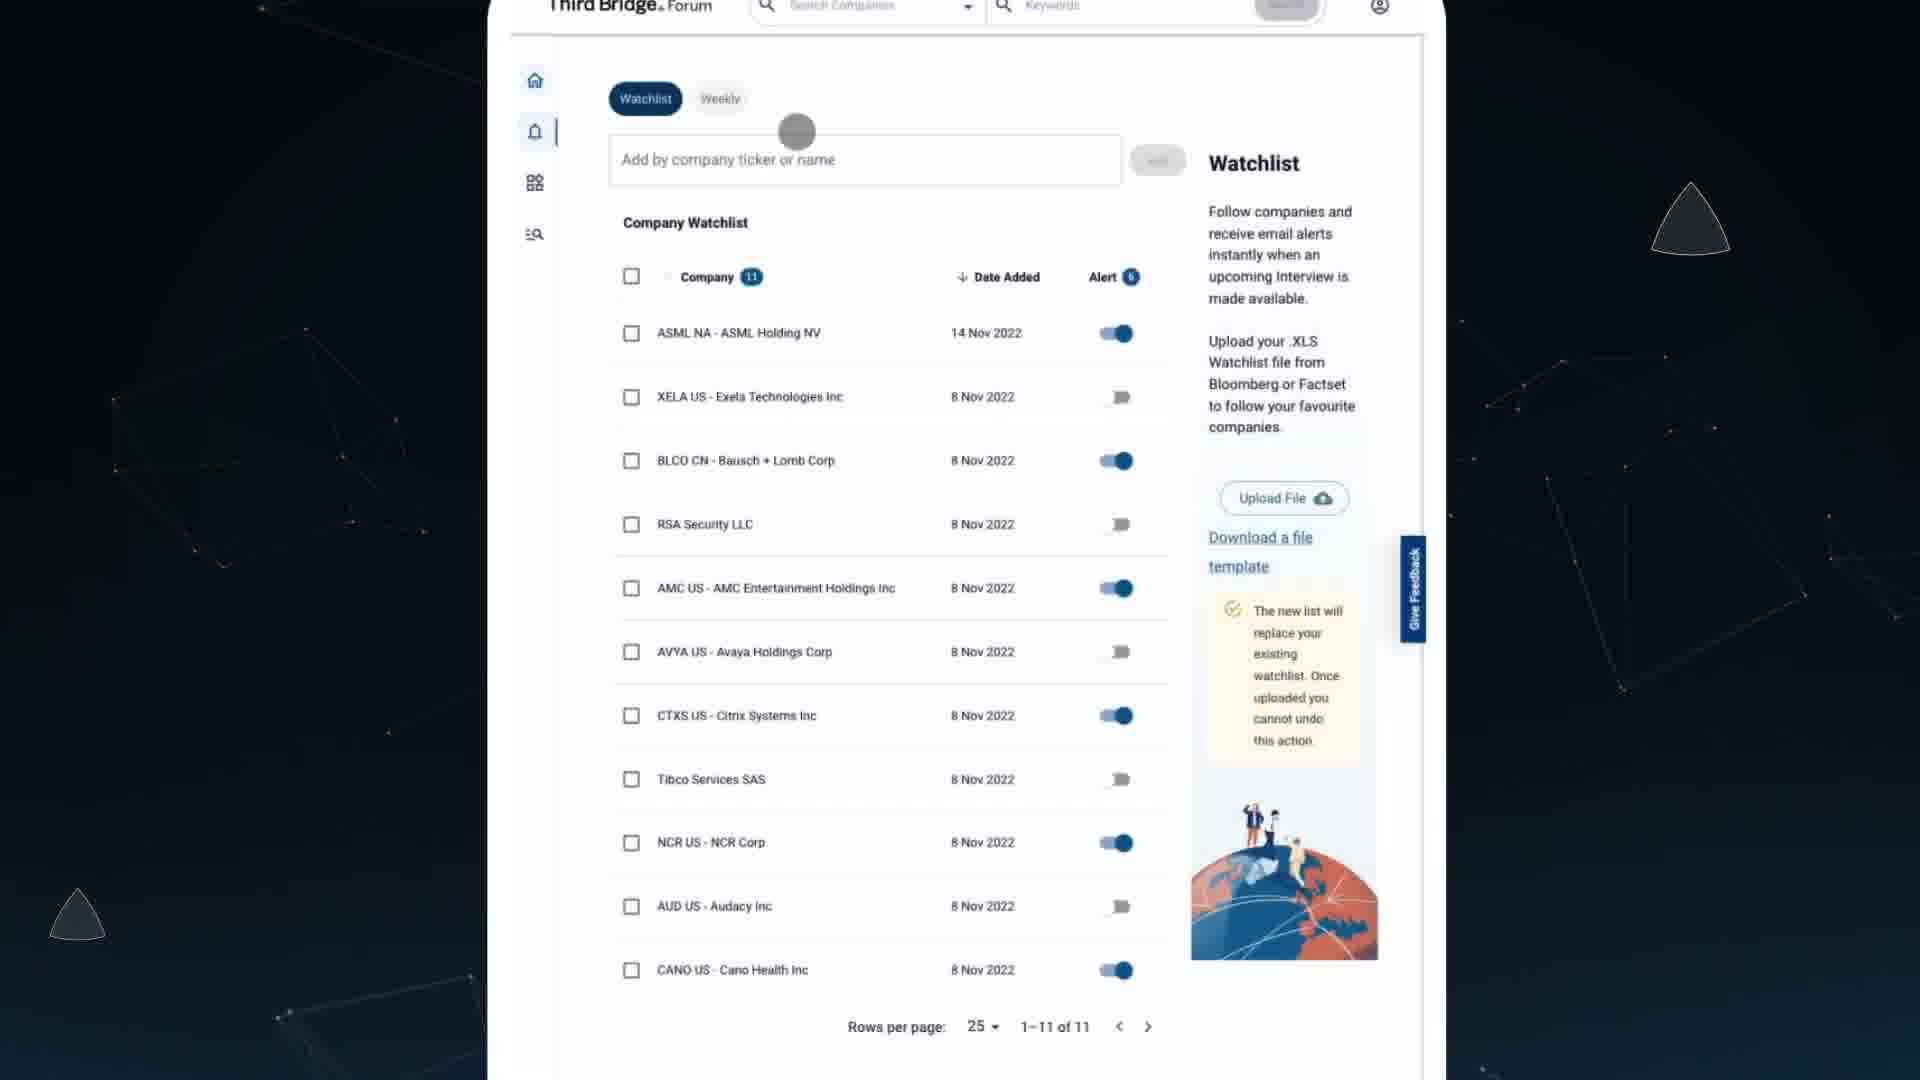 Third Bridge. Forum
Search Companies
Keywords
Watchlist
Weekly
Add by company ticker or name
Company Watchlist
Company 11
Date Added
Alert 6
ASML NA - ASML Holding NV
14 Nov 2022
XELA US - Exela Technologies Inc
8 Nov 2022
BLCO CN - Bausch + Lomb Corp
8 Nov 2022
RSA Security LLC
8 Nov 2022
AMC US - AMC Entertainment Holdings Inc
8 Nov 2022
AVYA US - Avaya Holdings Corp
8 Nov 2022
CTXS US - Citrix Systems Inc
8 Nov 2022
Tibco Services SAS
8 Nov 2022
NCR US - NCR Corp
8 Nov 2022
AUD US - Audacy Inc
8 Nov 2022
CANO US - Cano Health Inc
8 Nov 2022
Rows per page:
25
1–11 of 11
Watchlist
Follow companies and
receive email alerts
instantly when an
upcoming Interview is
made available.
Upload your .XLS
Watchlist file from
Bloomberg or Factset
to follow your favourite
companies.
Upload File
Download a file
template
The new list will
replace your
existing
watchlist. Once
uploaded you
cannot undo
this action.
Give Feedback